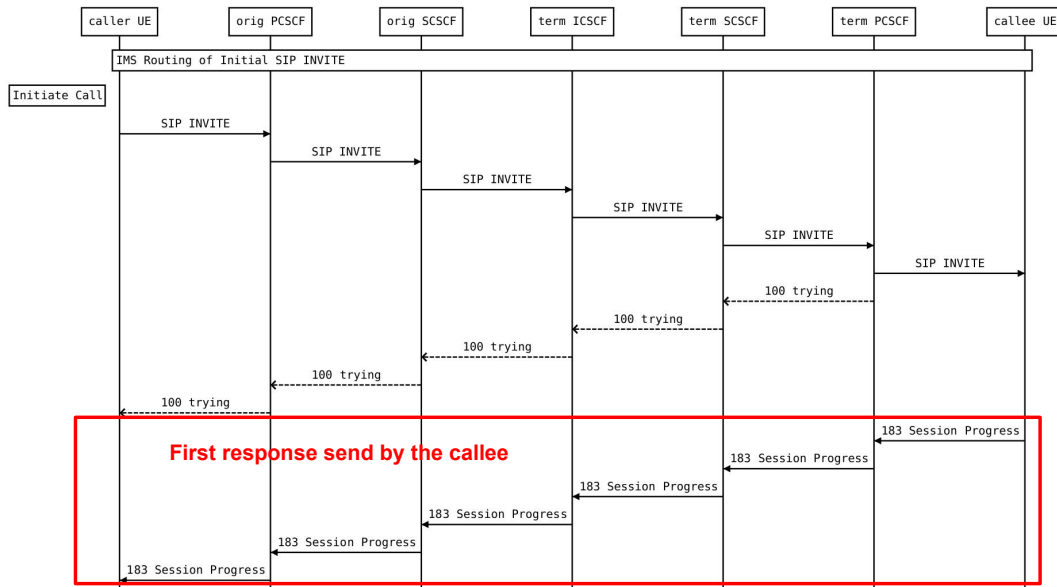 caller UE
orig PCSCF
orig SCSCF
term ICSCF
term SCSCF
term PCSCF
callee UE
IMS Routing of Initial SIP INVITE
Initiate Call
SIP INVITE
SIP INVITE
SIP INVITE
SIP INVITE
SIP INVITE
SIP INVITE
100 trying
100 trying
100 trying
100 trying
100 trying
183 Session Progress
First response send by the callee
183 Session Progress
183 Session Progress
183 Session Progress
183 Session Progress
183 Session Progress